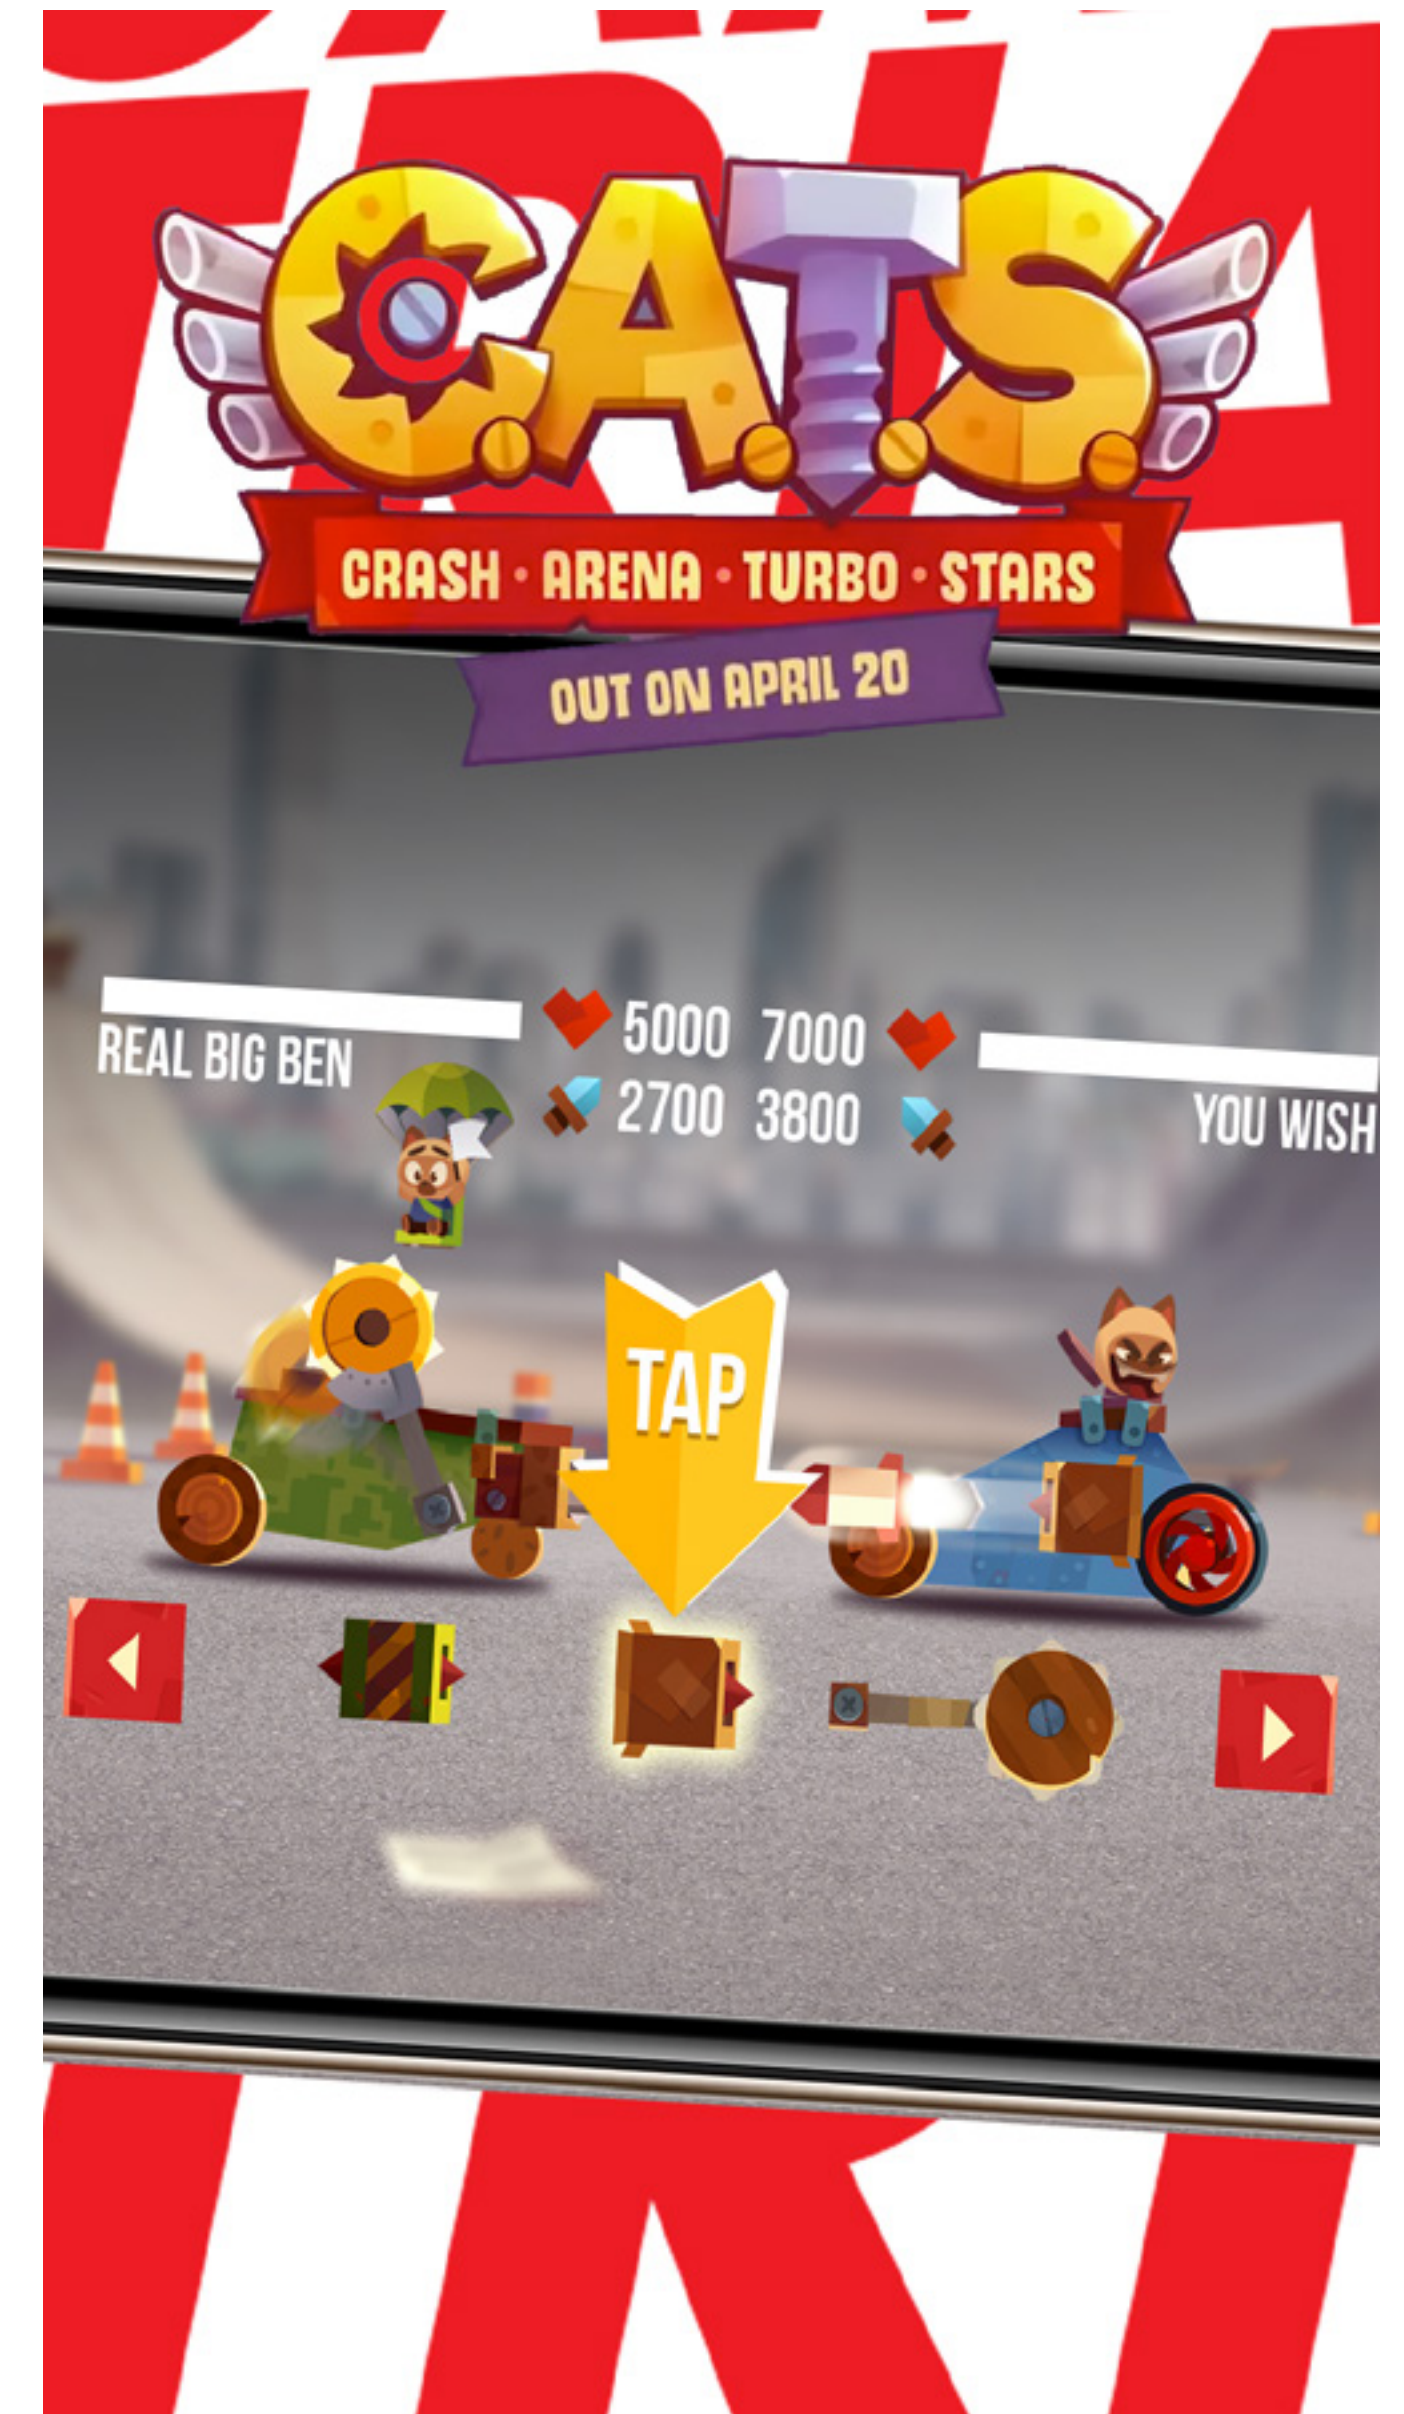 C.A.T.S.
CRASH • ARENA • TURBO • STARS
OUT ON APRIL 20
5000 7000
REAL BIG BEN
2700 3800
YOU WISH
TAP